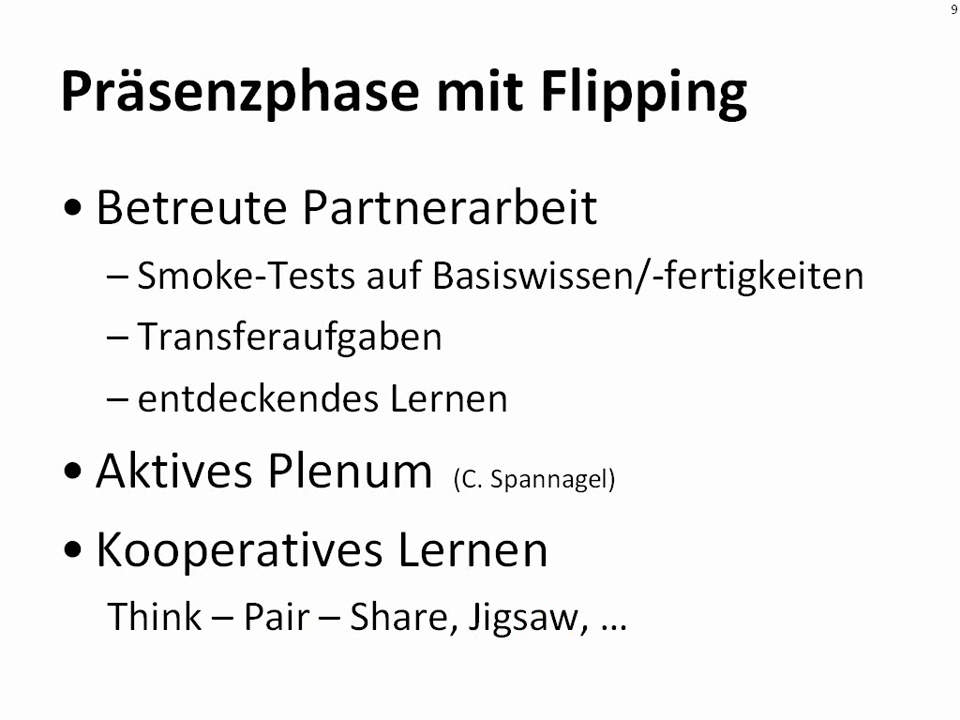 9
Präsenzphase mit Flipping
• Betreute Partnerarbeit
– Smoke-Tests auf Basiswissen/-fertigkeiten
– Transferaufgaben
– entdeckendes Lernen
• Aktives Plenum (C. Spannagel)
• Kooperatives Lernen
Think – Pair – Share, Jigsaw, …